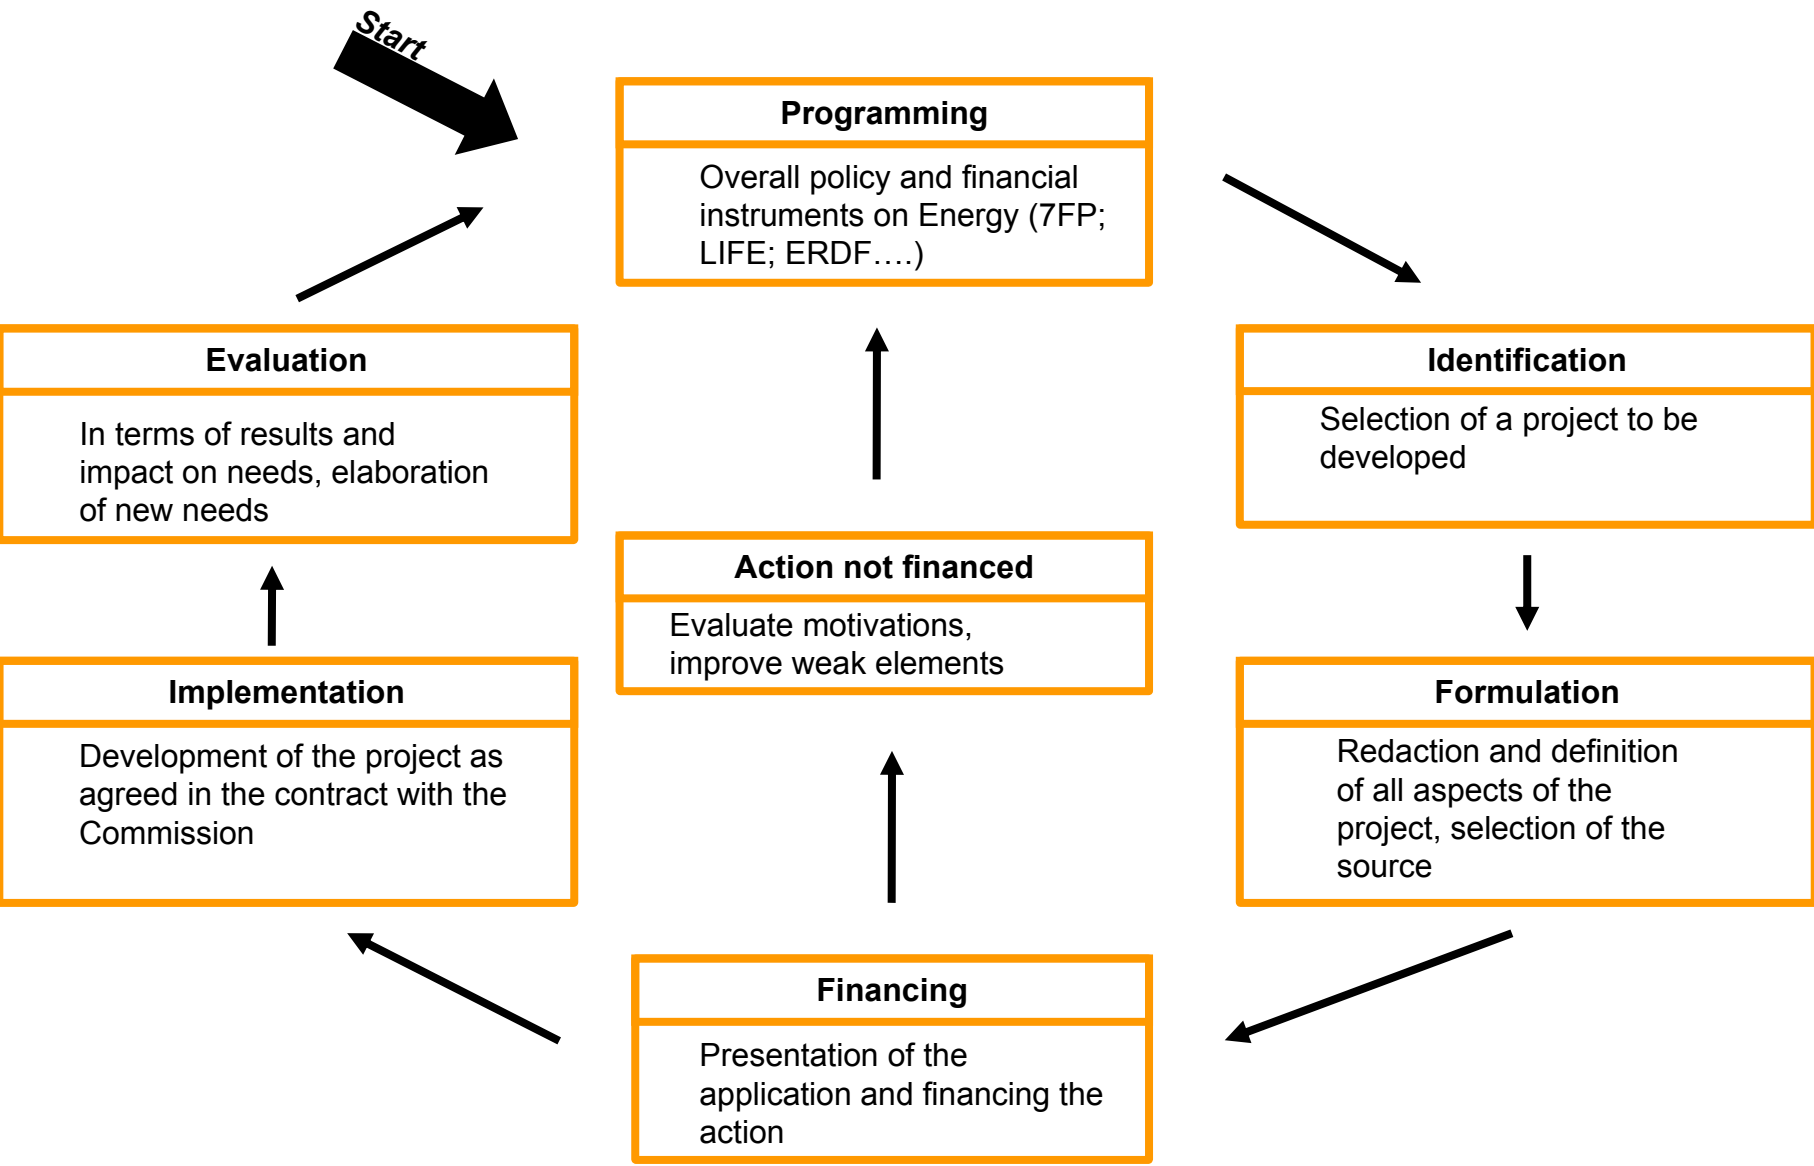 Start
Programming
Overall policy and financial
instruments on Energy (7FP;
LIFE; ERDF….)
Evaluation
In terms of results and
impact on needs, elaboration
of new needs
Identification
Selection of a project to be
developed
Action not financed
Evaluate motivations,
improve weak elements
Implementation
Development of the project as
agreed in the contract with the
Commission
Formulation
Redaction and definition
of all aspects of the
project, selection of the
source
Financing
Presentation of the
application and financing the
action